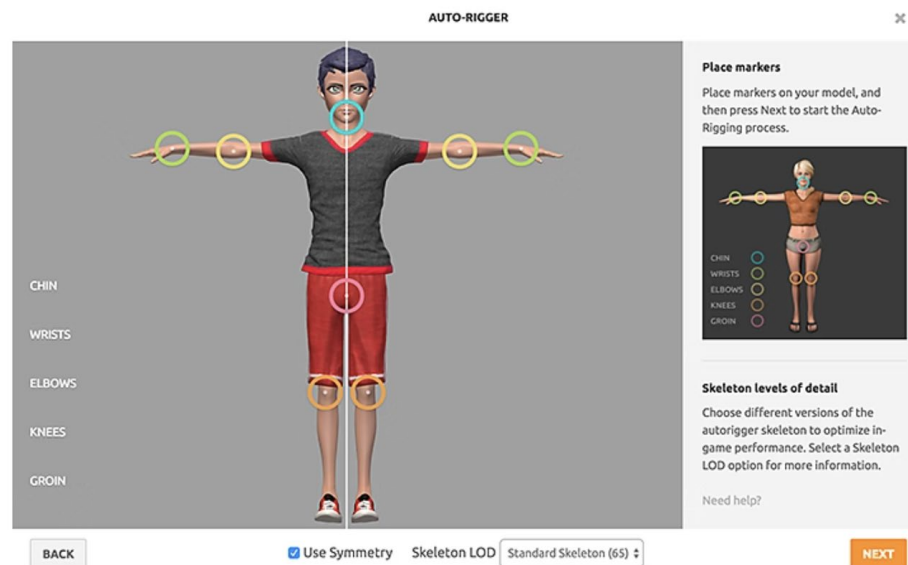 AUTO-RIGGER
Place markers
Place markers on your model, and
then press Next to start the Auto-
Rigging process.
CHIN
WRISTS
ELBOWS
KNEES
GROIN
CHIN
WRISTS
ELBOWS
KNEES
GROIN
Skeleton levels of detail
Choose different versions of the
autorigger skeleton to optimize in-
game performance. Select a Skeleton
LOD option for more information.
Need help?
BACK
Use Symmetry
Skeleton LOD
Standard Skeleton (65)
NEXT